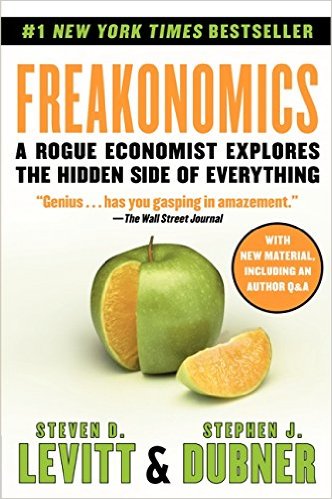 #1 NEW YORK TIMES BESTSELLER
FREAKONOMICS
A ROGUE ECONOMIST EXPLORES
THE HIDDEN SIDE OF EVERYTHING
“Genius . . . has you gasping in amazement.”
—The Wall Street Journal
WITH
NEW MATERIAL,
INCLUDING AN
AUTHOR Q&A
STEVEN D.
LEVITT
&
STEPHEN J.
DUBNER